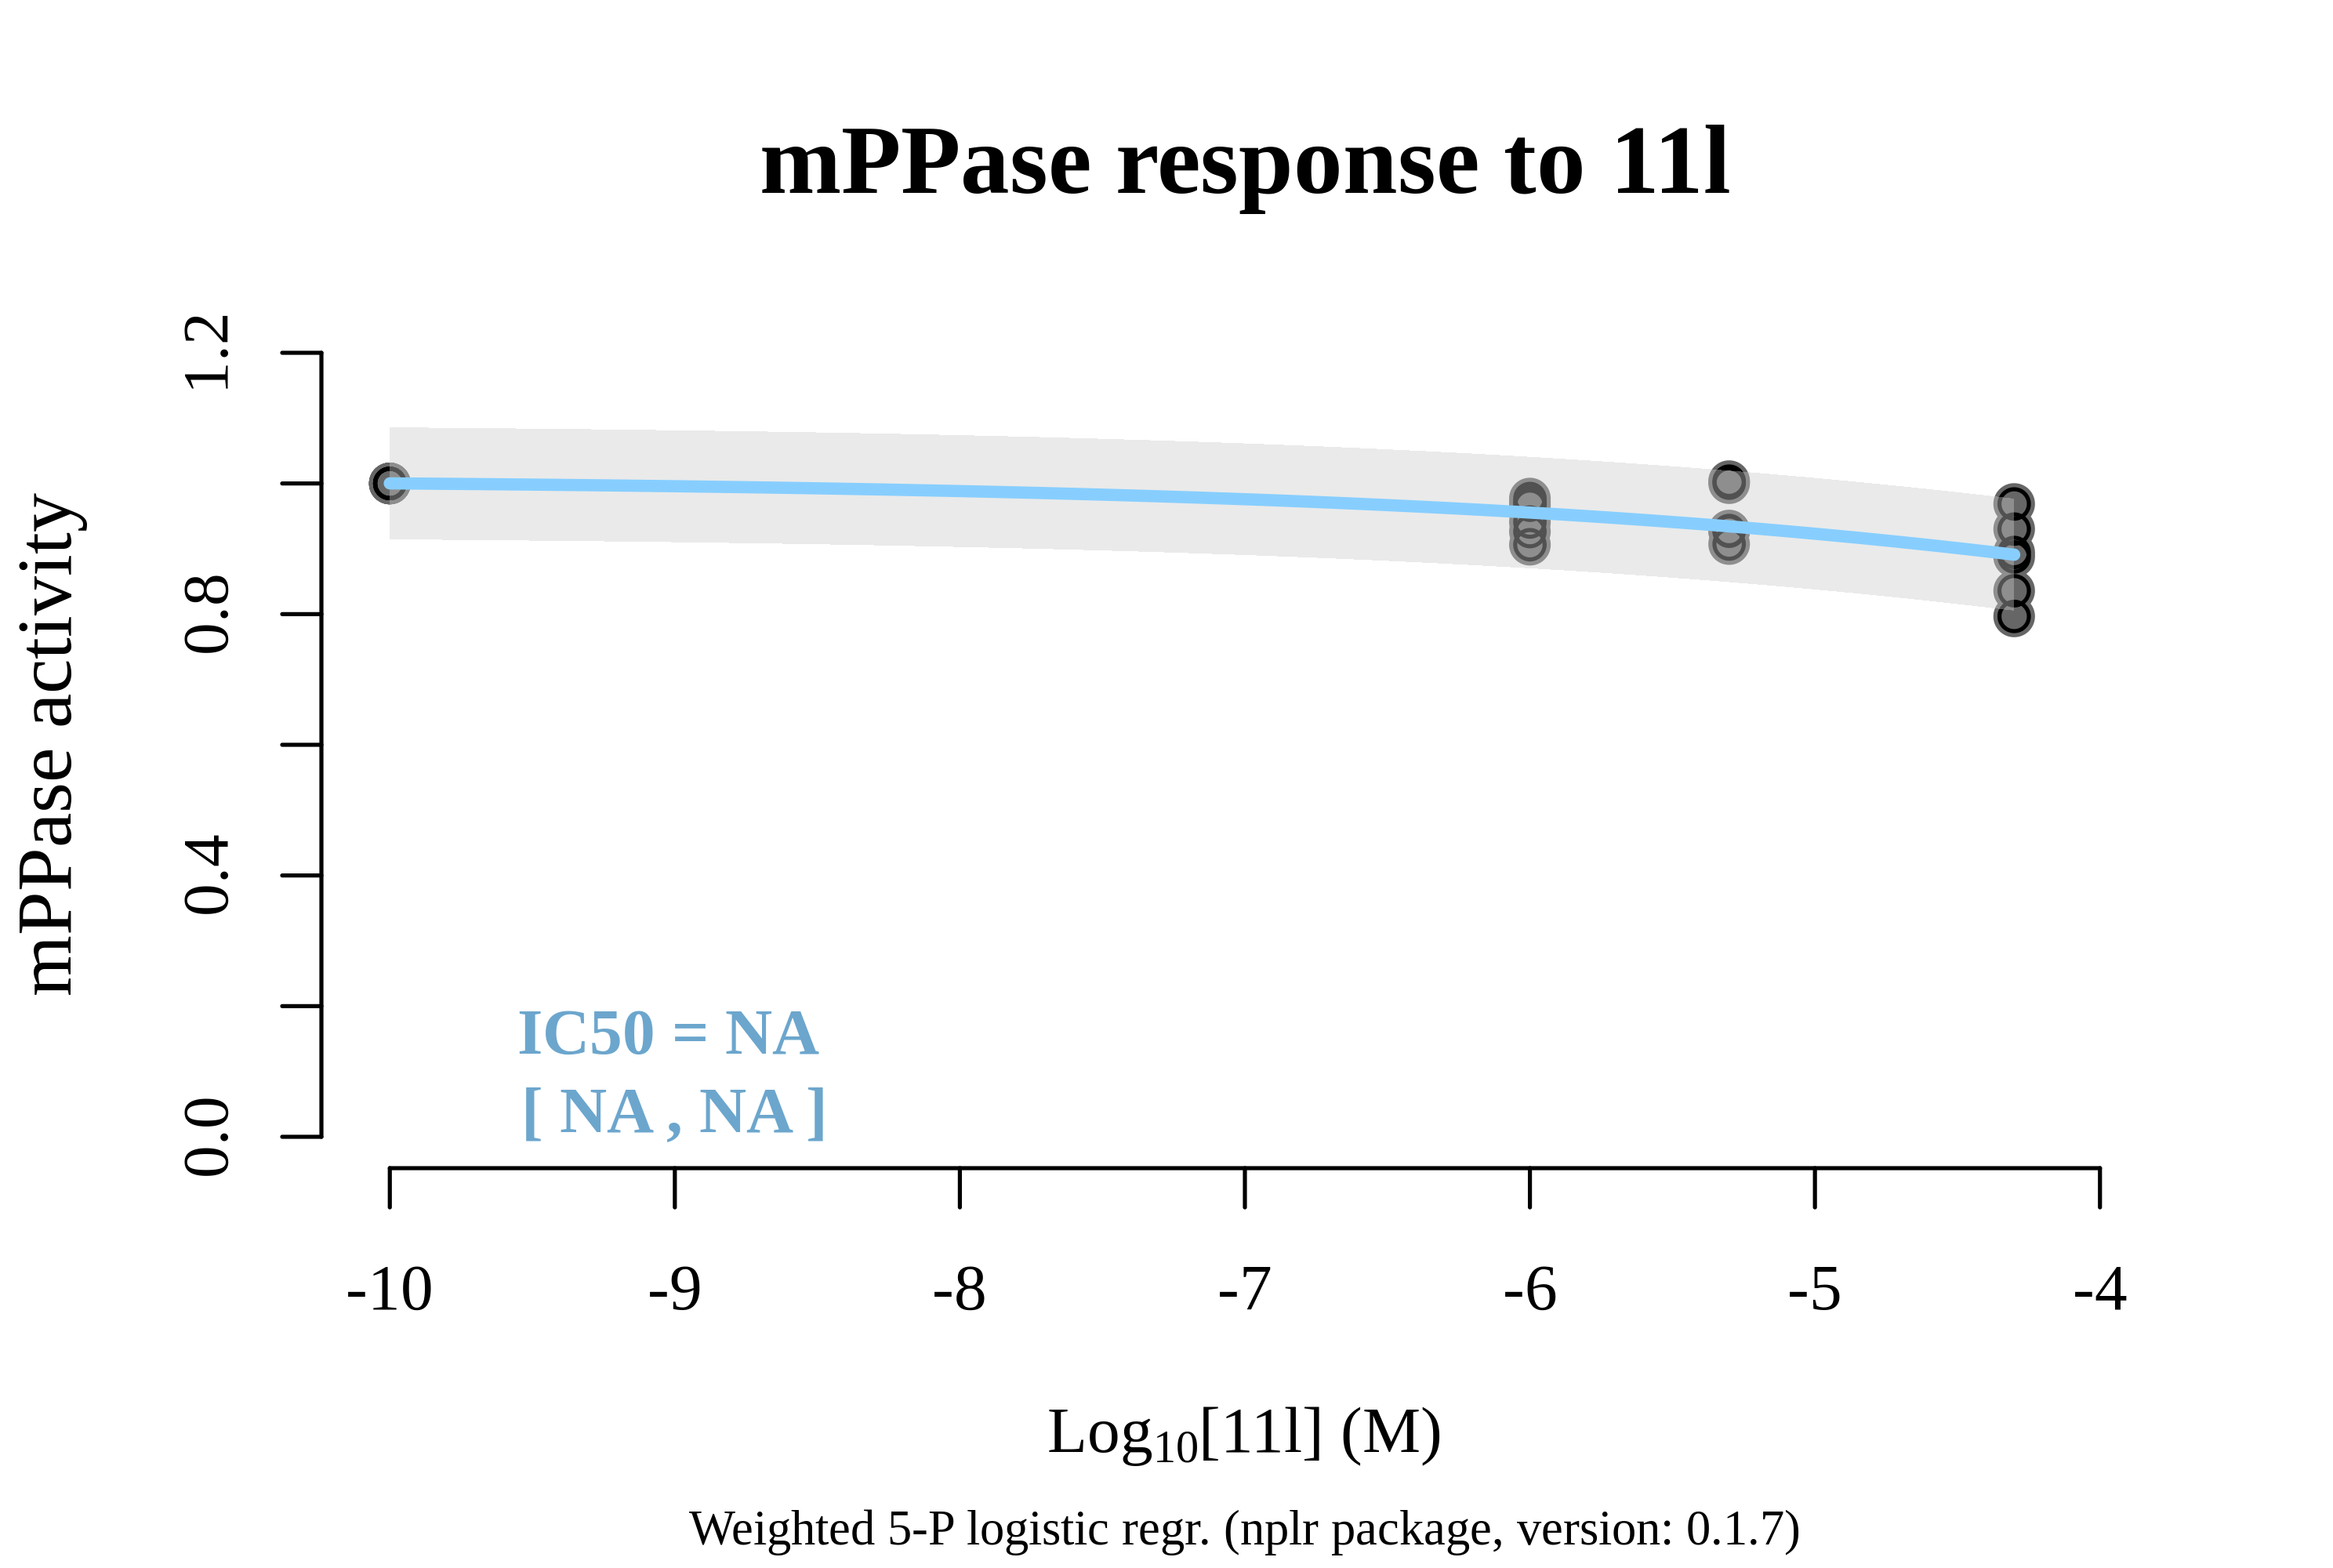 mPPase response to 11l
mPPase activity
1.2
0.8
0.4
0.0
IC50 = NA
[ NA , NA ]
-10 -9 -8 -7 -6 -5 -4
Log10[11l] (M)
Weighted 5-P logistic regr. (nplr package, version: 0.1.7)